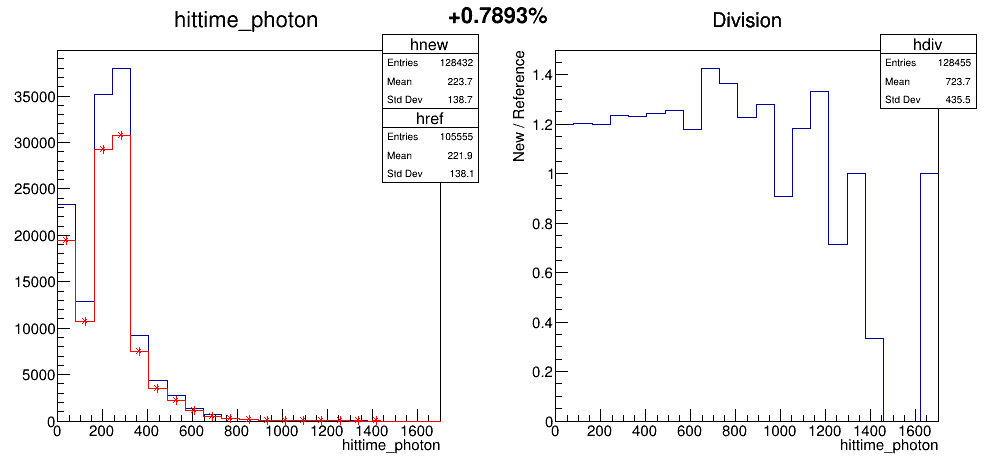 +0.7893%
hittime_photon
hnew
Entries 128432
Mean 223.7
Std Dev 138.7
href
Entries 105555
Mean 221.9
Std Dev 138.1
35000
30000
25000
20000
15000
10000
5000
0
0 200 400 600 800 1000 1200 1400 1600
hittime_photon
Division
hdiv
Entries 128455
Mean 723.7
Std Dev 435.5
New / Reference
1.4
1.2
1
0.8
0.6
0.4
0.2
0
0 200 400 600 800 1000 1200 1400 1600
hittime_photon